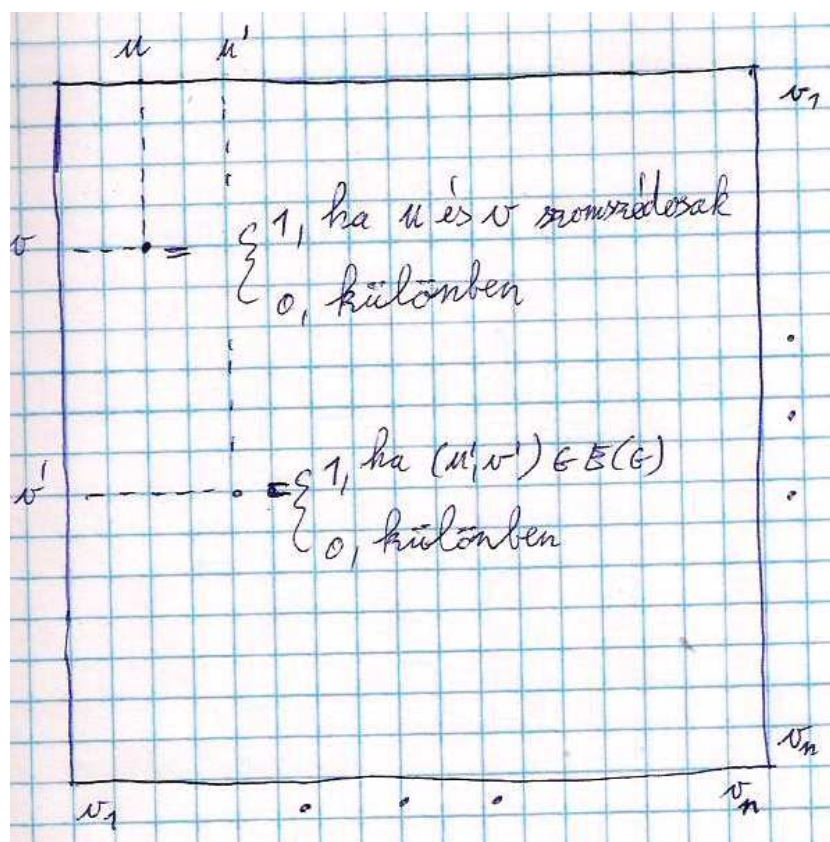 u u'
v₁
v = { 1, ha u és v szomszédosak
0, különben
v' = { 1, ha (u',v') ∈ E(G)
0, különben
vₙ
v₁ . . . vₙ